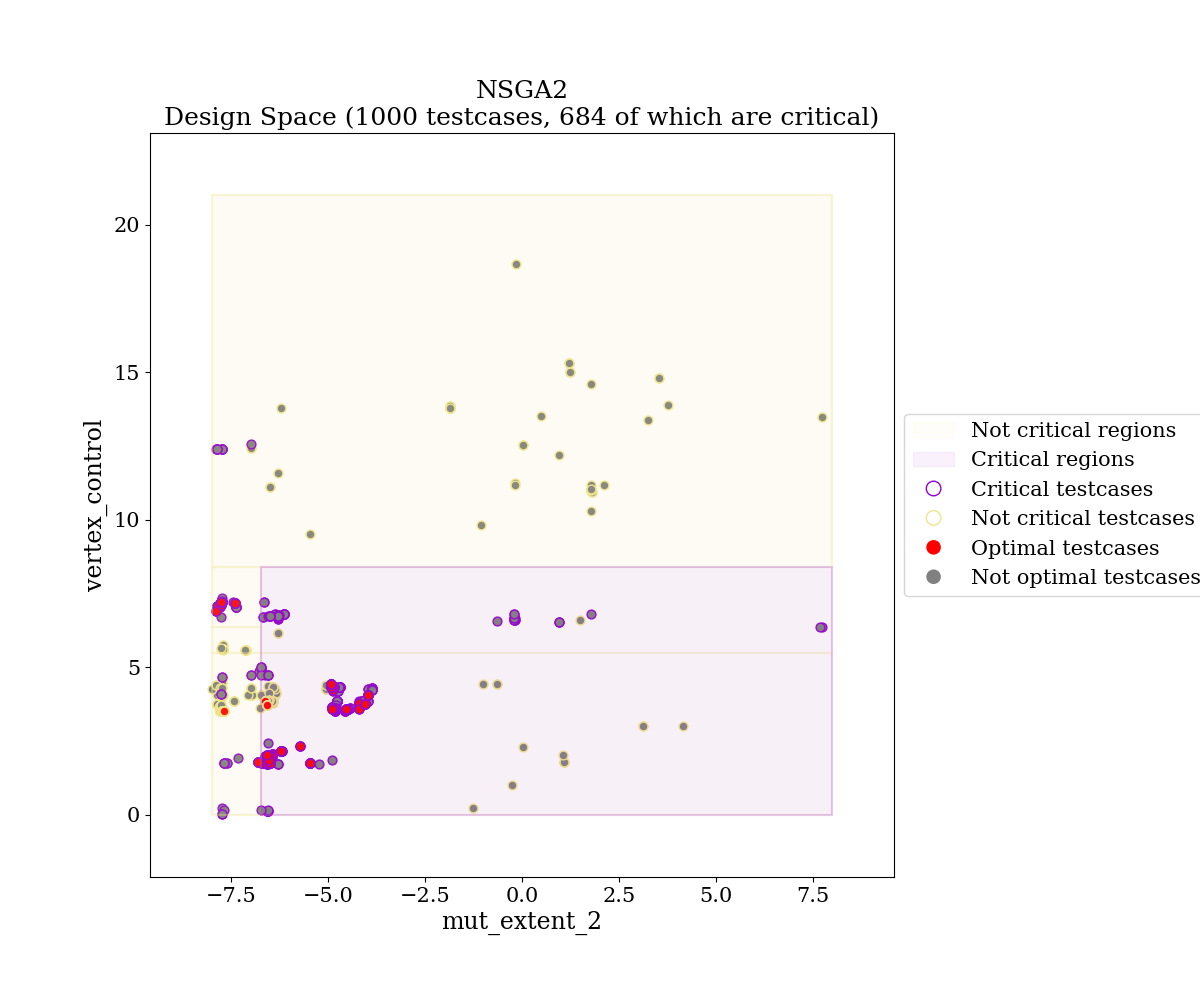 NSGA2
Design Space (1000 testcases, 684 of which are critical)
vertex_control
20
15
10
5
0
−7.5
−5.0
−2.5
0.0
2.5
5.0
7.5
mut_extent_2
Not critical regions
Critical regions
Critical testcases
Not critical testcases
Optimal testcases
Not optimal testcases